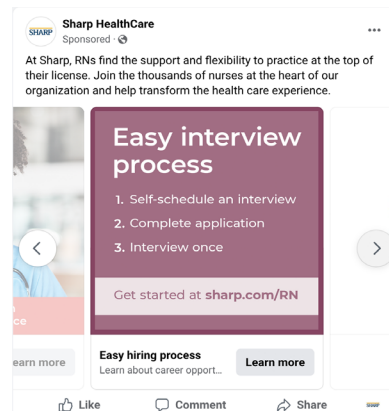 SHARP
Sharp HealthCare
Sponsored ·
At Sharp, RNs find the support and flexibility to practice at the top of
their license. Join the thousands of nurses at the heart of our
organization and help transform the health care experience.
Easy interview
process
1. Self-schedule an interview
2. Complete application
3. Interview once
Get started at sharp.com/RN
ce
earn more
Easy hiring process
Learn about career opport...
Learn more
Like
Comment
Share
SHARP